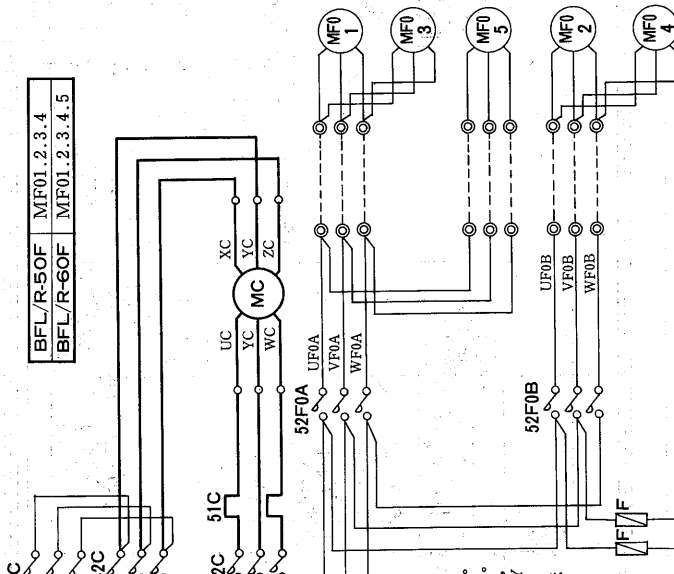 BFL/R-50F MF01.2.3.4
BFL/R-60F MF01.2.3.4.5
MF0 1
MF0 3
MF0 5
MF0 2
MF0 4
XC
YC
ZC
MC
UC
YC
WC
UF0A
VF0A
WF0A
UF0B
VF0B
WF0B
52F0A
52F0B
51C
C
2C
2C
F
F